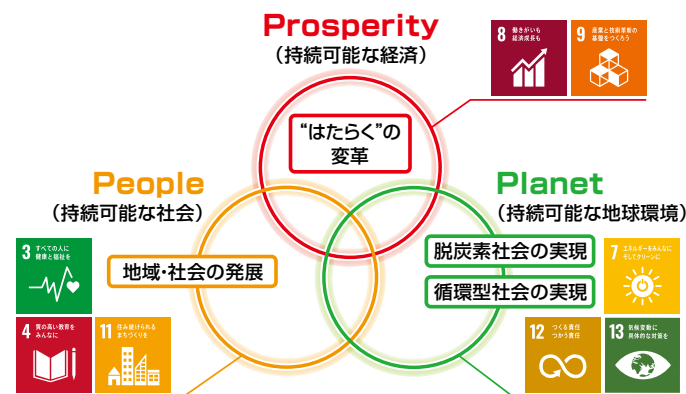 Prosperity
(持続可能な経済)
8 働きがいも
経済成長も
9 産業と技術革新の
基盤をつくろう
“はたらく”の
変革
People
(持続可能な社会)
Planet
(持続可能な地球環境)
3 すべての人に
健康と福祉を
地域・社会の発展
脱炭素社会の実現
循環型社会の実現
7 エネルギーをみんなに
そしてクリーンに
4 質の高い教育を
みんなに
11 住み続けられる
まちづくりを
12 つくる責任
つかう責任
13 気候変動に
具体的な対策を